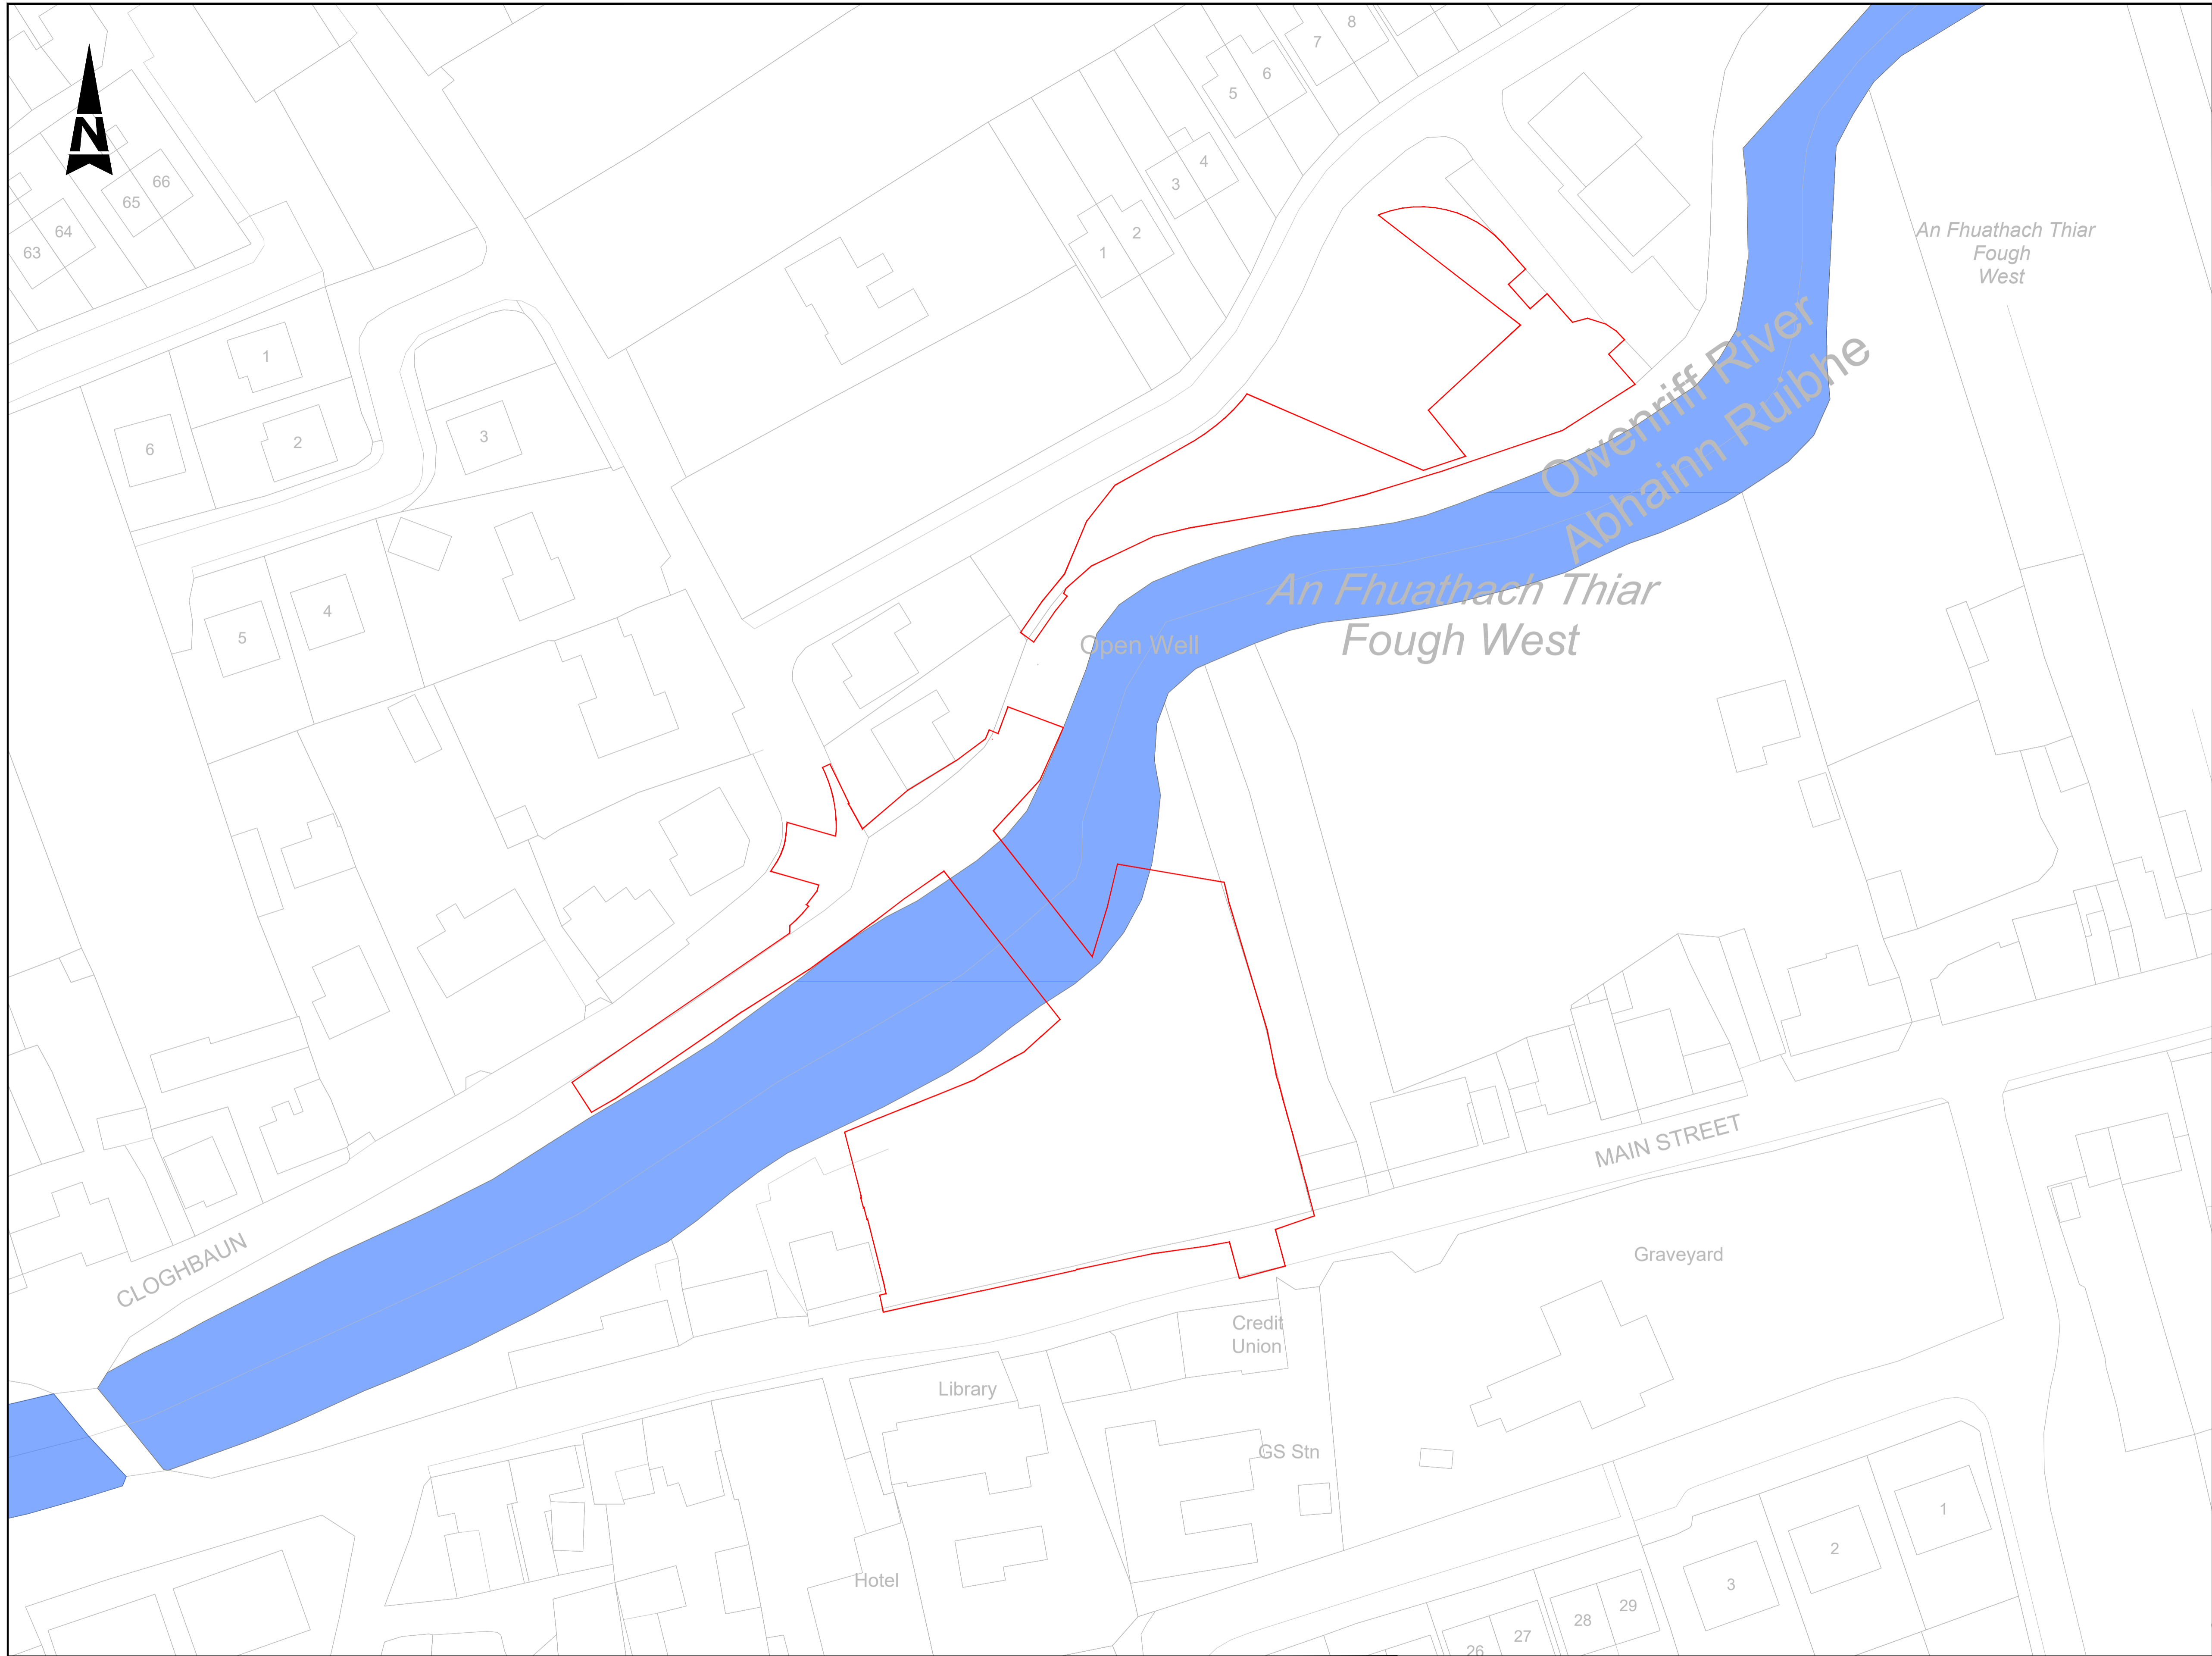 N
7
8
5
6
3
4
1
2
66
65
64
63
An Fhuathach Thiar
Fough
West
1
6
2
3
Owenriff River
Abhainn Ruibhe
5
4
An Fhuathach Thiar
Fough West
Open Well
MAIN STREET
CLOGHBAUN
Graveyard
Credit
Union
Library
GS Stn
Hotel
1
2
3
29
28
27
26